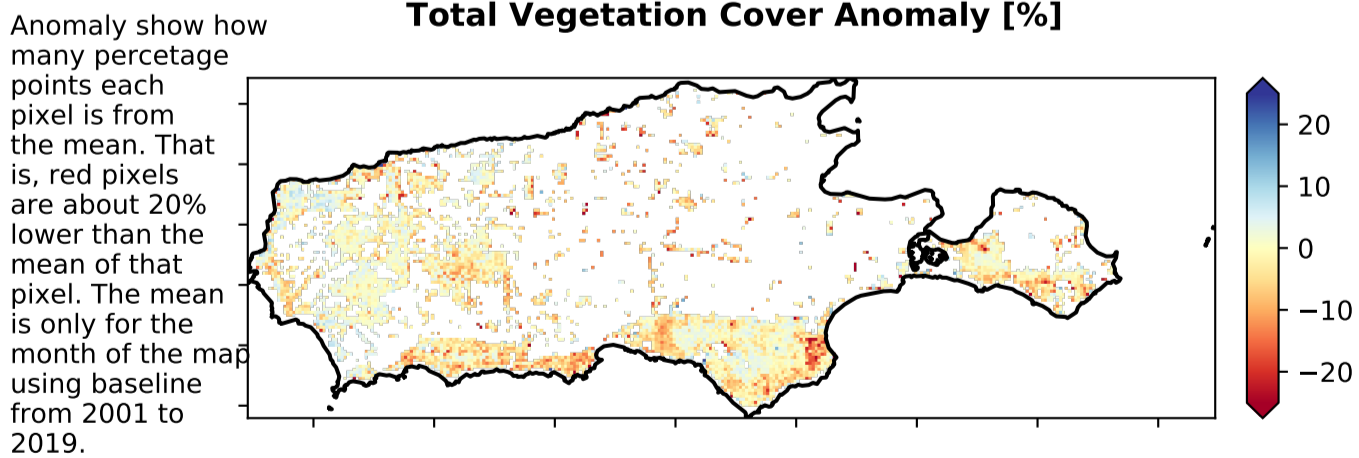 Total Vegetation Cover Anomaly [%]
Anomaly show how
many percetage
points each
pixel is from
the mean. That
is, red pixels
are about 20%
lower than the
mean of that
pixel. The mean
is only for the
month of the map
using baseline
from 2001 to
2019.
20
10
0
−10
−20